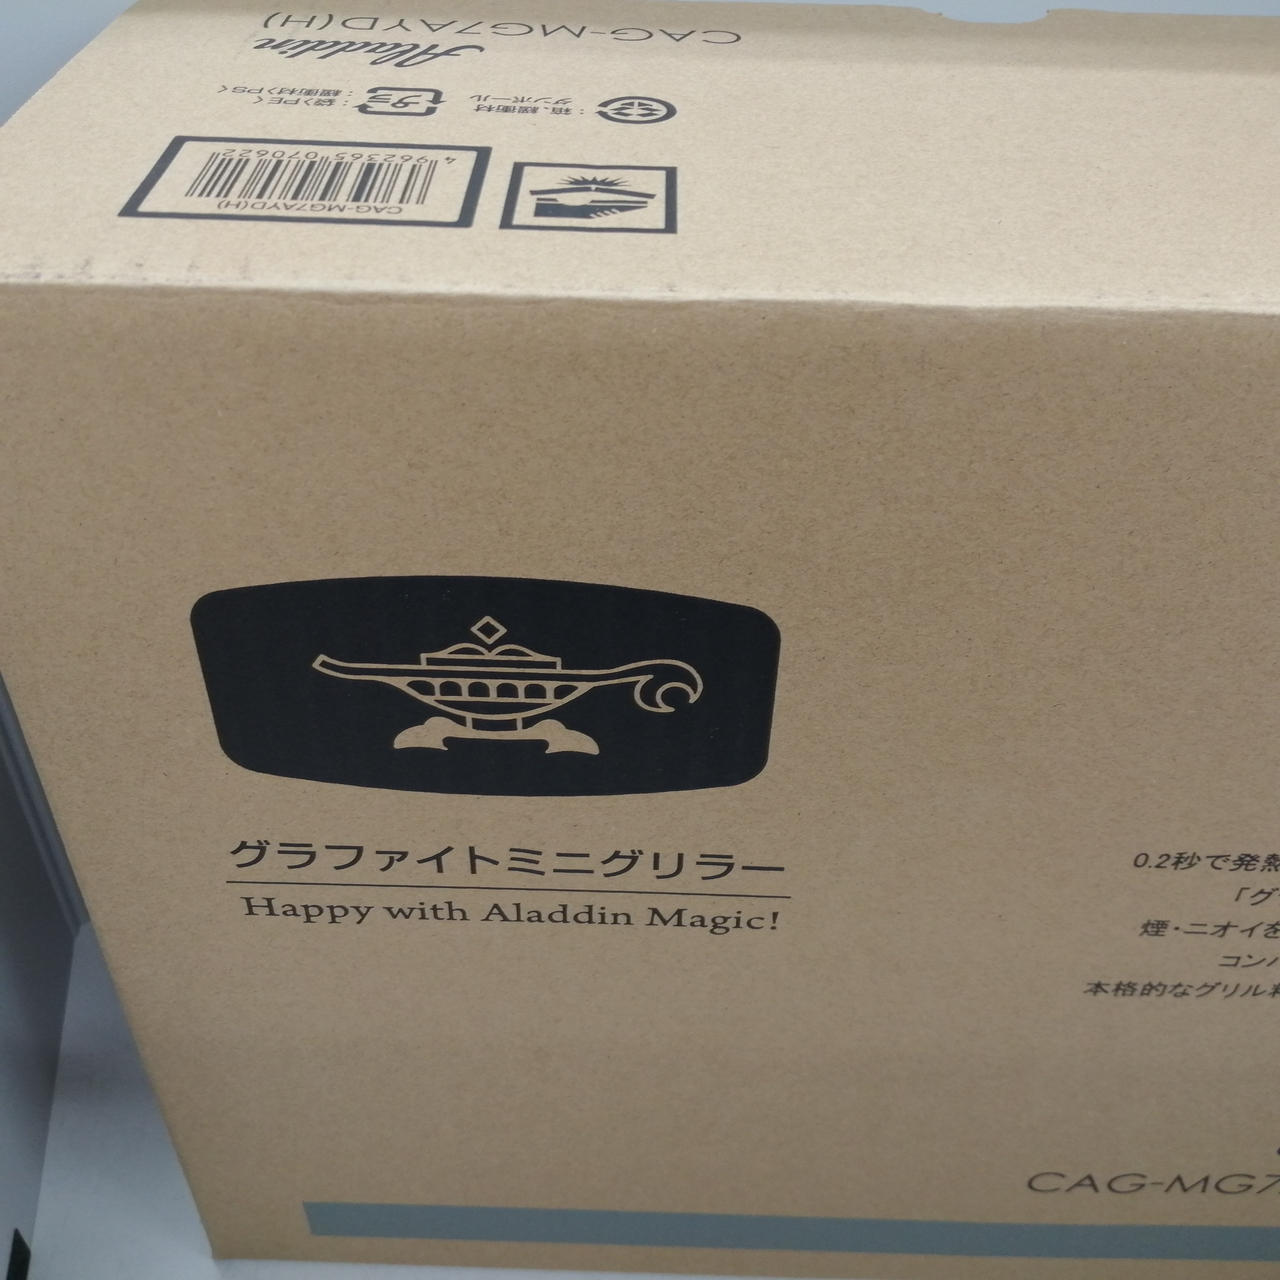 CAG-MG7AYD(H)
Aladdin
:箱、緩衝材
ダンボール
プラ
:袋>PE<
:緩衝材>PS<
4 962365 070622
CAG-MG7AYD(H)
グラファイトミニグリラー
Happy with Aladdin Magic!
0.2秒で発熱
「グ
煙・ニオイを
コン
本格的なグリル料
CAG-MG7